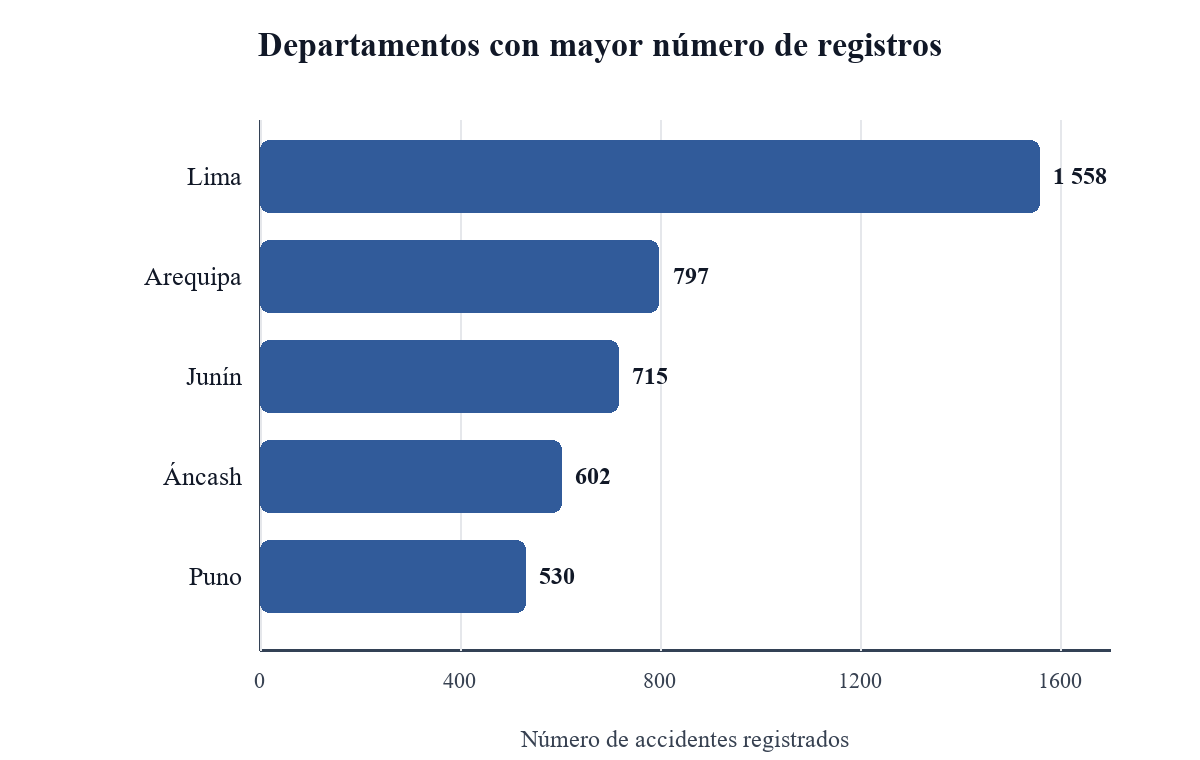 Departamentos con mayor número de registros
Lima 1 558
Arequipa 797
Junín 715
Áncash 602
Puno 530
0 400 800 1200 1600
Número de accidentes registrados